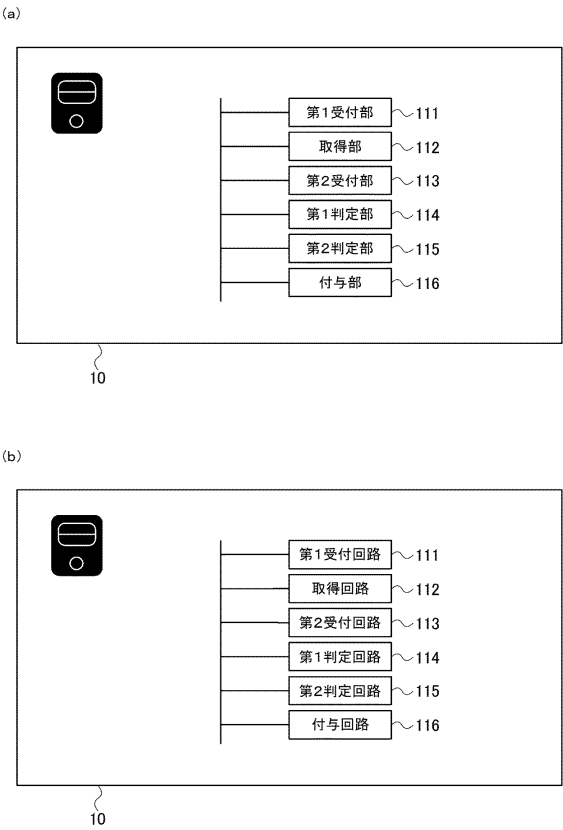 (a)
第1受付部 111
取得部 112
第2受付部 113
第1判定部 114
第2判定部 115
付与部 116
10
(b)
第1受付回路 111
取得回路 112
第2受付回路 113
第1判定回路 114
第2判定回路 115
付与回路 116
10